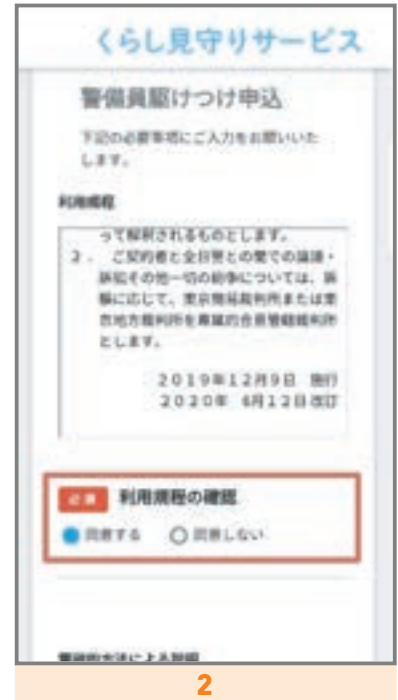 くらし見守りサービス
警備員駆けつけ申込
下記の必要事項にご入力をお願いいた
します。
利用規程
って解釈されるものとします。
2. ご契約者と全日警との間での論議・
訴訟その他一切の紛争については、訴
額に応じて、東京簡易裁判所または東
京地方裁判所を専属的合意管轄裁判所
とします。
2019年12月9日 施行
2020年 6月12日改訂
必須 利用規程の確認
同意する 同意しない
2